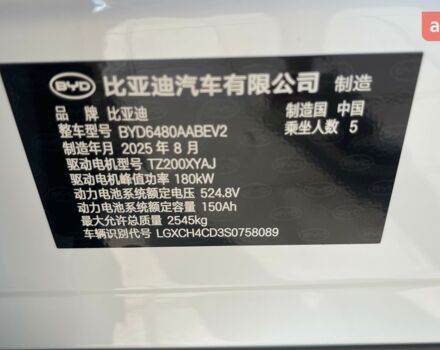 BYD 比亚迪汽车有限公司 制造
品 牌 比亚迪 制造国 中国
整车型号 BYD6480AABEV2 乘坐人数 5
制造年月 2025 年 8 月
驱动电机型号 TZ200XYAJ
驱动电机峰值功率 180kW
动力电池系统额定电压 524.8V
动力电池系统额定容量 150Ah
最大允许总质量 2545kg
车辆识别代号 LGXCH4CD3S0758089